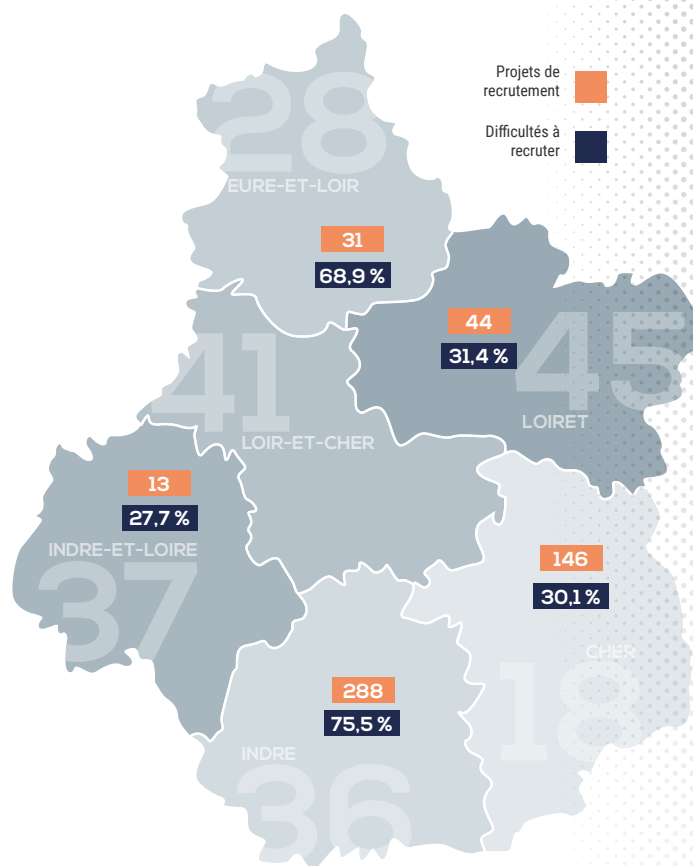 Projets de
recrutement
Difficultés à
recruter
28
EURE-ET-LOIR
31
68,9 %
44
31,4 %
45
LOIRET
41
LOIR-ET-CHER
13
27,7 %
INDRE-ET-LOIRE
37
146
30,1 %
CHER
18
288
75,5 %
INDRE
36